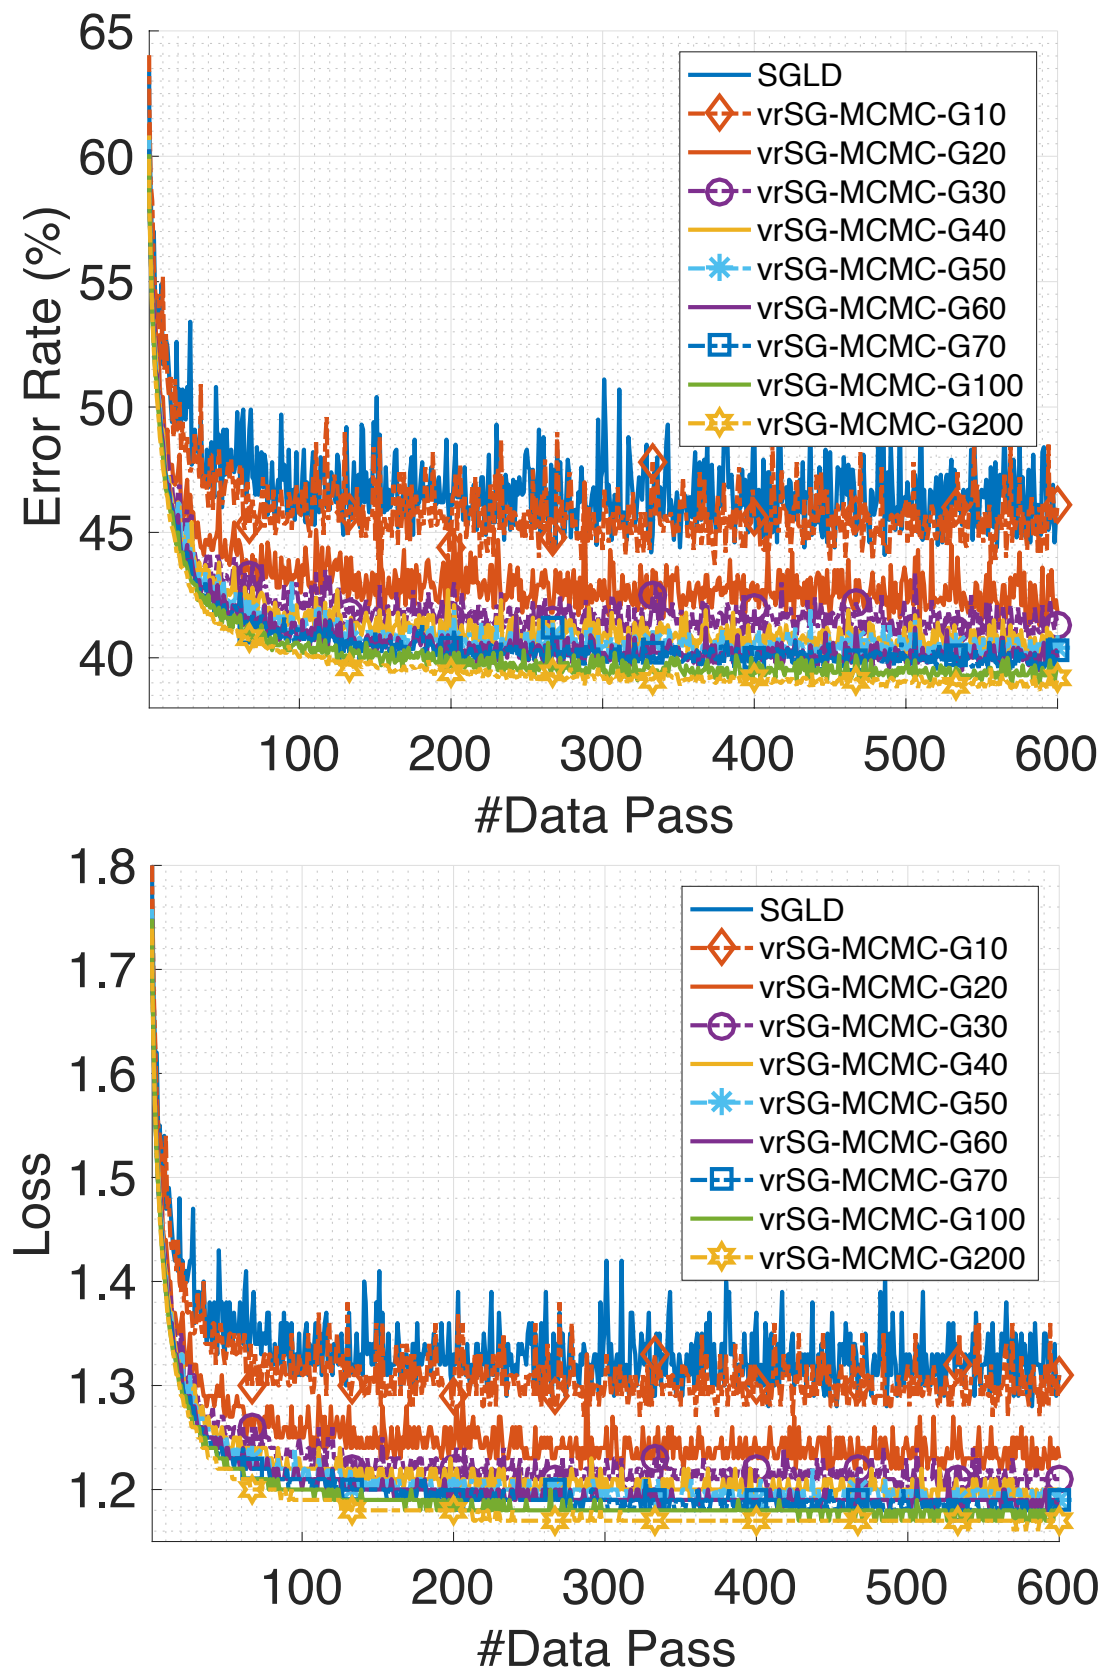 65
60
55
50
45
40
Error Rate (%)
SGLD
vrSG-MCMC-G10
vrSG-MCMC-G20
vrSG-MCMC-G30
vrSG-MCMC-G40
vrSG-MCMC-G50
vrSG-MCMC-G60
vrSG-MCMC-G70
vrSG-MCMC-G100
vrSG-MCMC-G200
100 200 300 400 500 600
#Data Pass
1.8
1.7
1.6
1.5
1.4
1.3
1.2
Loss
SGLD
vrSG-MCMC-G10
vrSG-MCMC-G20
vrSG-MCMC-G30
vrSG-MCMC-G40
vrSG-MCMC-G50
vrSG-MCMC-G60
vrSG-MCMC-G70
vrSG-MCMC-G100
vrSG-MCMC-G200
100 200 300 400 500 600
#Data Pass